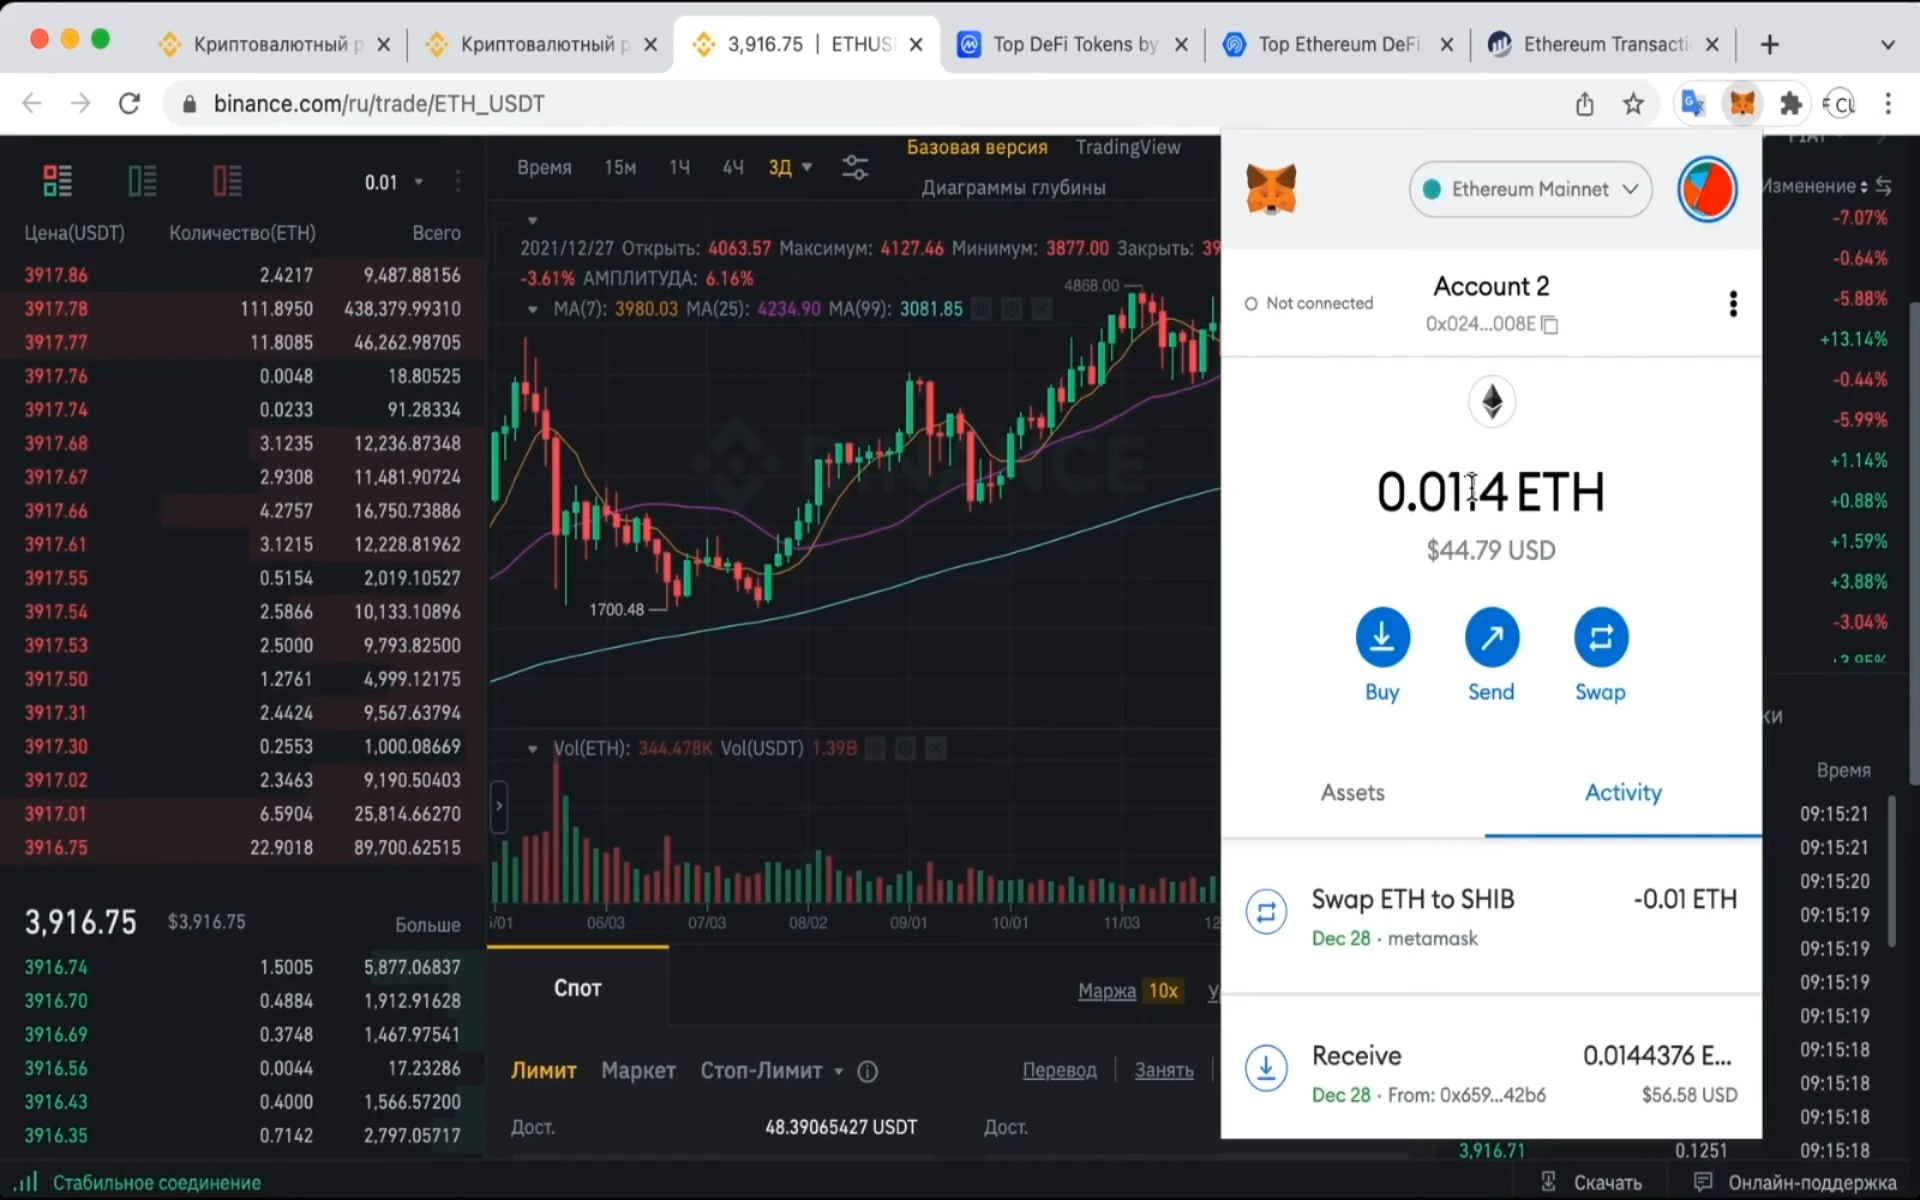 Криптовалютный р
Криптовалютный р
3,916.75 | ETHUS
Top DeFi Tokens by
Top Ethereum DeFi
Ethereum Transacti
binance.com/ru/trade/ETH_USDT
0.01
Цена(USDT) Количество(ETH) Всего
3917.86 2.4217 9,487.88156
3917.78 111.8950 438,379.99310
3917.77 11.8085 46,262.98705
3917.76 0.0048 18.80525
3917.74 0.0233 91.28334
3917.68 3.1235 12,236.87348
3917.67 2.9308 11,481.90724
3917.66 4.2757 16,750.73886
3917.61 3.1215 12,228.81962
3917.55 0.5154 2,019.10527
3917.54 2.5866 10,133.10896
3917.53 2.5000 9,793.82500
3917.50 1.2761 4,999.12175
3917.31 2.4424 9,567.63794
3917.30 0.2553 1,000.08669
3917.02 2.3463 9,190.50403
3917.01 6.5904 25,814.66270
3916.75 22.9018 89,700.62515
3,916.75 $3,916.75 Больше
3916.74 1.5005 5,877.06837
3916.70 0.4884 1,912.91628
3916.69 0.3748 1,467.97541
3916.56 0.0044 17.23286
3916.43 0.4000 1,566.57200
3916.35 0.7142 2,797.05717
Время 15м 1Ч 4Ч 3Д
Базовая версия TradingView
Диаграммы глубины
2021/12/27 Открыть: 4063.57 Максимум: 4127.46 Минимум: 3877.00 Закрыть: 39
-3.61% АМПЛИТУДА: 6.16%
MA(7): 3980.03 MA(25): 4234.90 MA(99): 3081.85
4868.00
BINANCE
1700.48
Vol(ETH): 344.478K Vol(USDT) 1.39B
/01 06/03 07/03 08/02 09/01 10/01 11/03 12
Спот
Маржа 10x
Лимит Маркет Стоп-Лимит
Перевод Занять
Дост. 48.39065427 USDT Дост.
Ethereum Mainnet
Not connected
Account 2
0x024...008E
0.0114 ETH
$44.79 USD
Buy Send Swap
Assets Activity
Swap ETH to SHIB -0.01 ETH
Dec 28 · metamask
Receive 0.0144376 E...
Dec 28 · From: 0x659...42b6 $56.58 USD
Изменение
-7.07%
-0.64%
-5.88%
+13.14%
-0.44%
-5.99%
+1.14%
+0.88%
+1.59%
+3.88%
-3.04%
ки
Время
09:15:21
09:15:21
09:15:20
09:15:19
09:15:19
09:15:19
09:15:19
09:15:18
09:15:18
09:15:18
3,916.71 0.1251 09:15:18
Стабильное соединение
Скачать Онлайн-поддержка